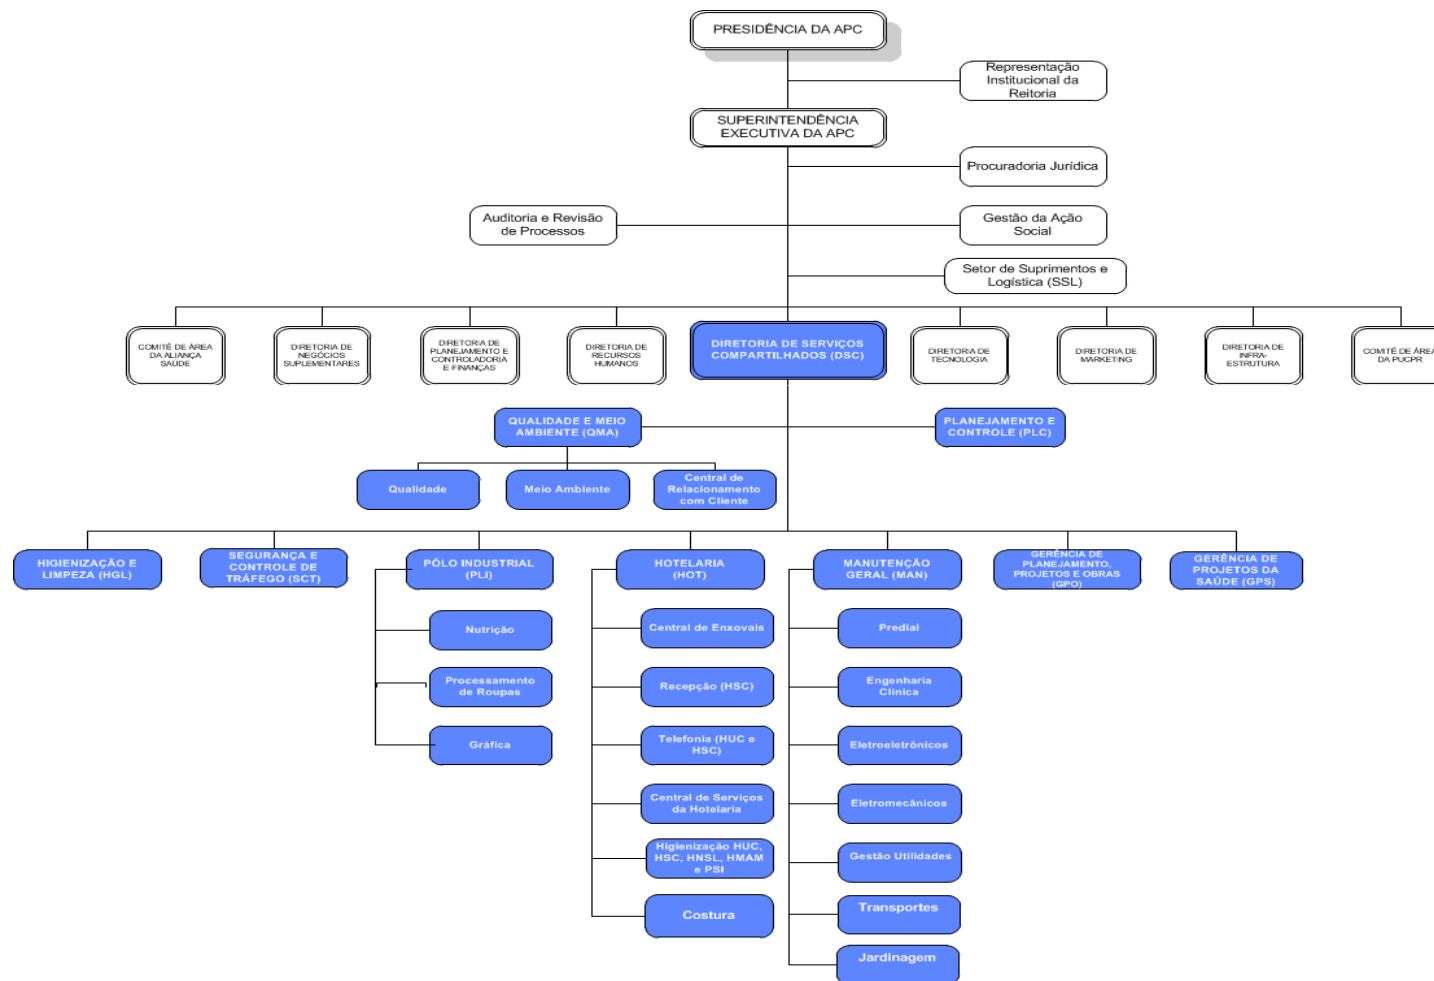 PRESIDÊNCIA DA APC
Representação
Institucional da
Reitoria
SUPERINTENDÊNCIA
EXECUTIVA DA APC
Procuradoria Jurídica
Auditoria e Revisão
de Processos
Gestão da Ação
Social
Setor de Suprimentos e
Logística (SSL)
COMITÊ DE ÁREA
DA ALIANÇA
SAÚDE
DIRETORIA DE
NEGÓCIOS
SUPLEMENTARES
DIRETORIA DE
PLANEJAMENTO E
CONTROLADORIA
E FINANÇAS
DIRETORIA DE
RECURSOS
HUMANOS
DIRETORIA DE SERVIÇOS
COMPARTILHADOS (DSC)
DIRETORIA DE
TECNOLOGIA
DIRETORIA DE
MARKETING
DIRETORIA DE
INFRA-
ESTRUTURA
COMITÊ DE ÁREA
DA PUCPR
QUALIDADE E MEIO
AMBIENTE (QMA)
PLANEJAMENTO E
CONTROLE (PLC)
Qualidade
Meio Ambiente
Central de
Relacionamento
com Cliente
HIGIENIZAÇÃO E
LIMPEZA (HGL)
SEGURANÇA E
CONTROLE DE
TRÁFEGO (SCT)
PÓLO INDUSTRIAL
(PLI)
HOTELARIA
(HOT)
MANUTENÇÃO
GERAL (MAN)
GERÊNCIA DE
PLANEJAMENTO,
PROJETOS E OBRAS
(GPO)
GERÊNCIA DE
PROJETOS DA
SAÚDE (GPS)
Nutrição
Processamento
de Roupas
Gráfica
Central de Enxovais
Recepção (HSC)
Telefonia (HUC e
HSC)
Central de Serviços
da Hotelaria
Higienização HUC,
HSC, HNSL, HMAM
e PSI
Costura
Predial
Engenharia
Clínica
Eletroeletrônicos
Eletromecânicos
Gestão Utilidades
Transportes
Jardinagem